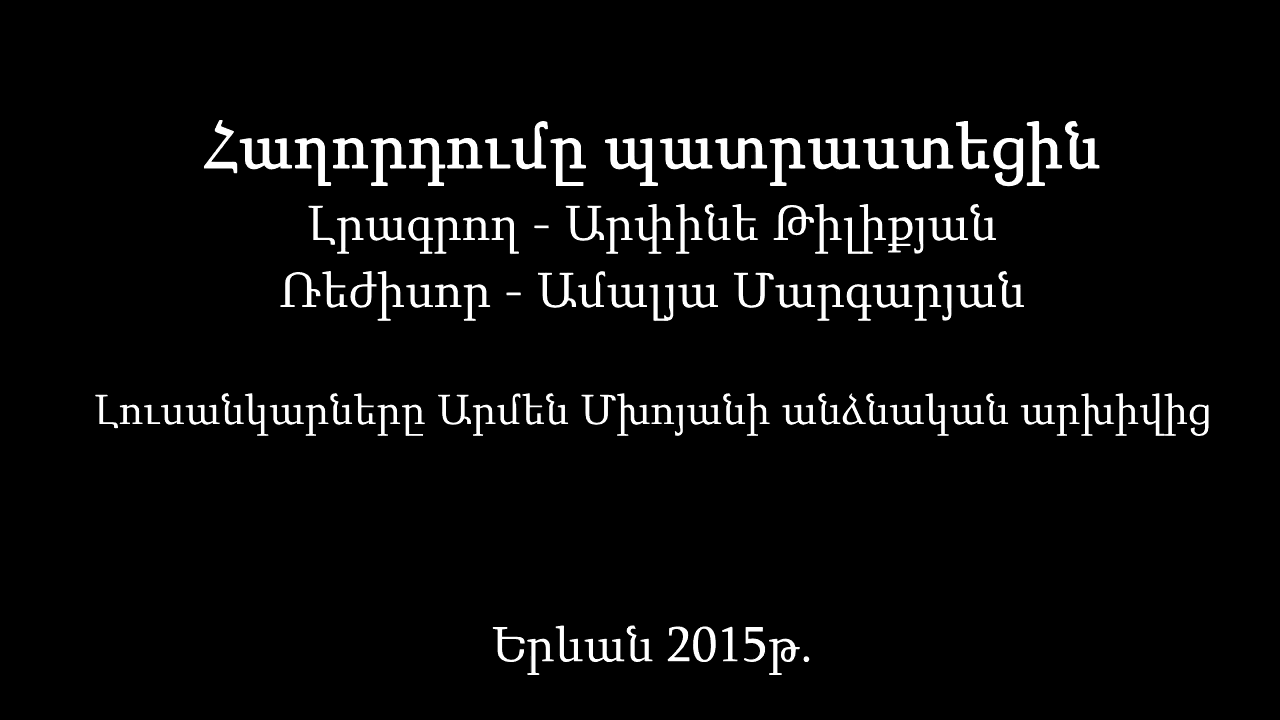 Հաղորդումը պատրաստեցին
Լրագրող - Արփինե Թիլիքյան
Ռեժիսոր - Ամալյա Մարգարյան
Լուսանկարները Արմեն Մխոյանի անձնական արխիվից
Երևան 2015թ.